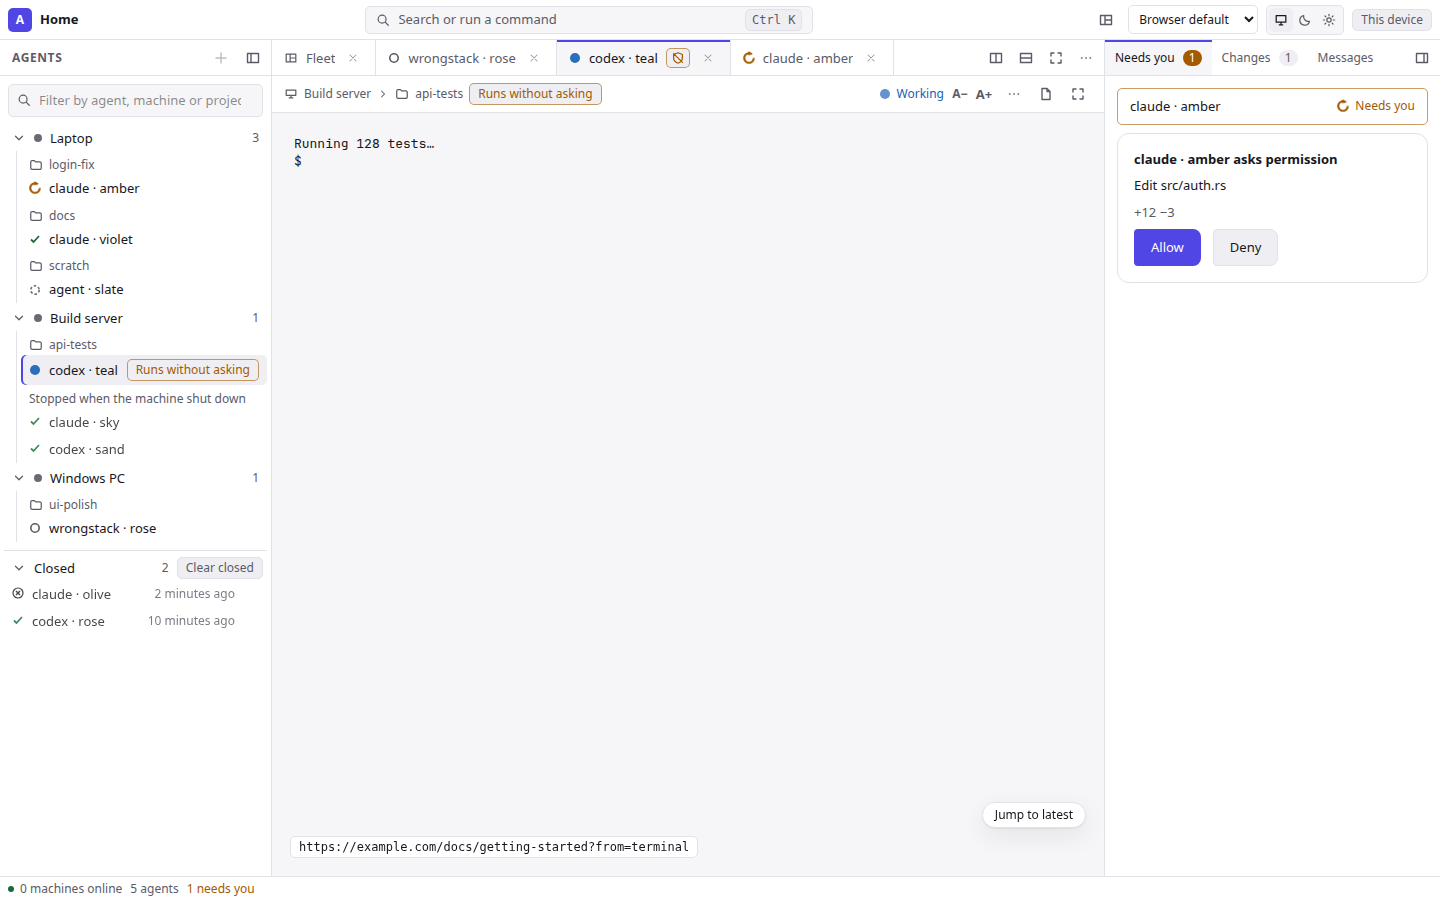 A Home
Search or run a command Ctrl K
Browser default
This device
AGENTS
Filter by agent, machine or projec
Laptop 3
login-fix
claude · amber
docs
claude · violet
scratch
agent · slate
Build server 1
api-tests
codex · teal Runs without asking
Stopped when the machine shut down
claude · sky
codex · sand
Windows PC 1
ui-polish
wrongstack · rose
Closed 2 Clear closed
claude · olive 2 minutes ago
codex · rose 10 minutes ago
Fleet
wrongstack · rose
codex · teal
claude · amber
Build server api-tests Runs without asking
Working A− A+
Running 128 tests…
$
Jump to latest
https://example.com/docs/getting-started?from=terminal
Needs you 1
Changes 1
Messages
claude · amber Needs you
claude · amber asks permission
Edit src/auth.rs
+12 −3
Allow Deny
0 machines online 5 agents 1 needs you